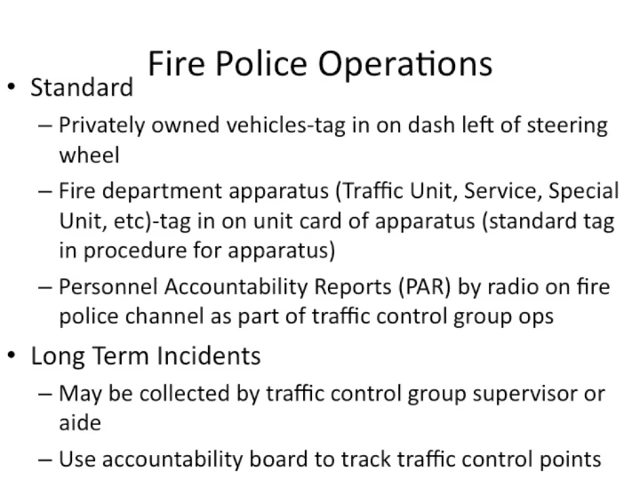 Fire Police Operations
• Standard
– Privately owned vehicles-tag in on dash left of steering
wheel
– Fire department apparatus (Traffic Unit, Service, Special
Unit, etc)-tag in on unit card of apparatus (standard tag
in procedure for apparatus)
– Personnel Accountability Reports (PAR) by radio on fire
police channel as part of traffic control group ops
• Long Term Incidents
– May be collected by traffic control group supervisor or
aide
– Use accountability board to track traffic control points